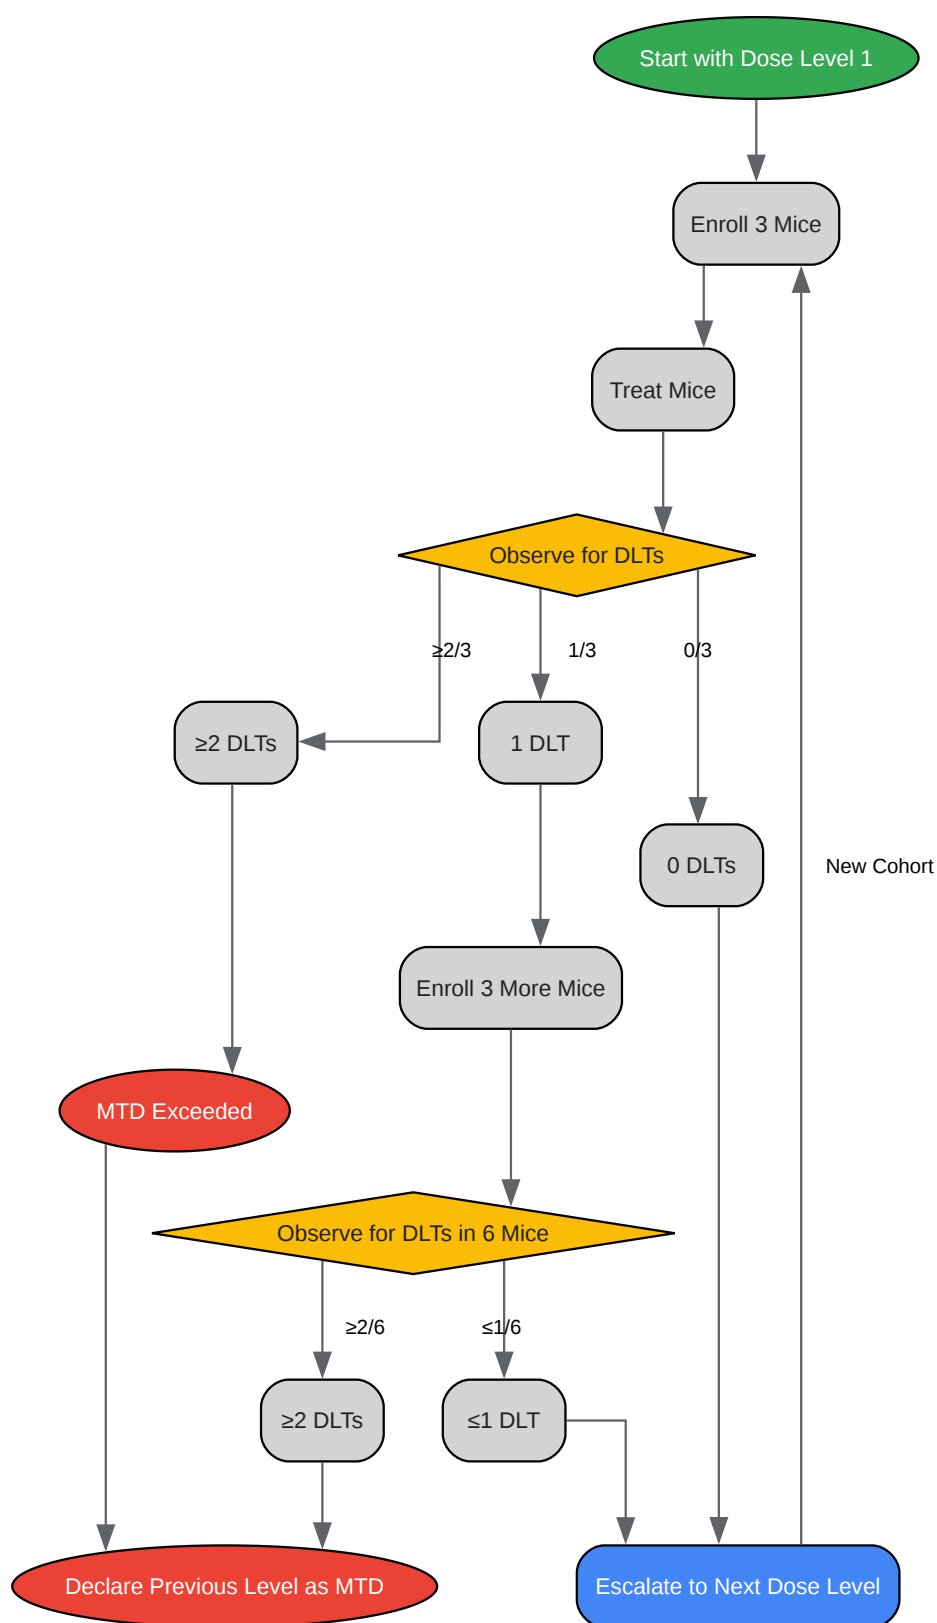 Start with Dose Level 1
Enroll 3 Mice
Treat Mice
Observe for DLTs
≥2/3
1/3
0/3
≥2 DLTs
1 DLT
0 DLTs
New Cohort
Enroll 3 More Mice
MTD Exceeded
Observe for DLTs in 6 Mice
≥2/6
≤1/6
≥2 DLTs
≤1 DLT
Declare Previous Level as MTD
Escalate to Next Dose Level